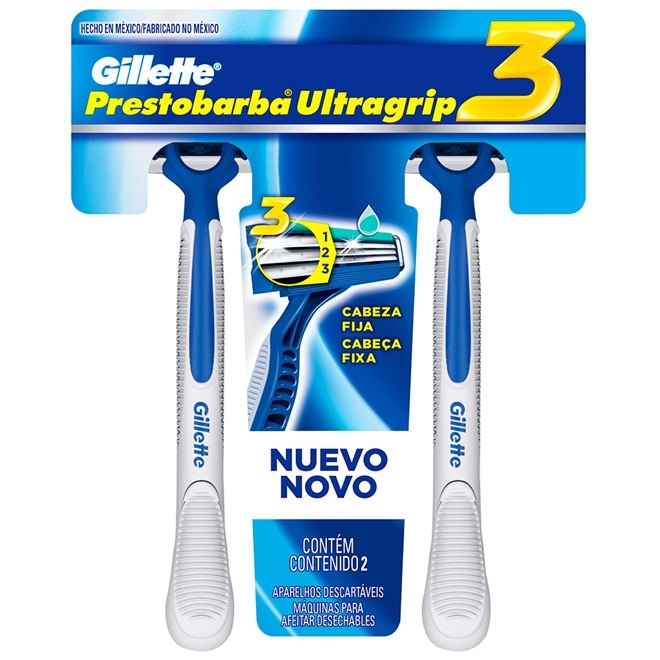 HECHO EN MÉXICO/FABRICADO NO MÉXICO
Gillette®
Prestobarba® Ultragrip 3
3
1
2
3
CABEZA
FIJA
CABEÇA
FIXA
Gillette
Gillette
NUEVO
NOVO
CONTÉM
CONTENIDO 2
APARELHOS DESCARTÁVEIS
MÁQUINAS PARA
AFEITAR DESECHABLES